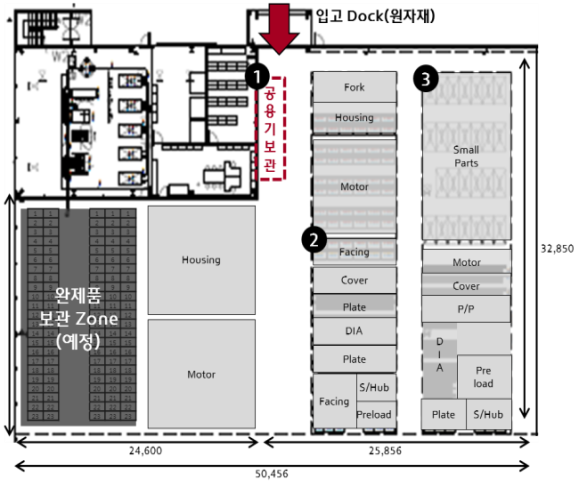 입고 Dock(원자재)
1
공
용
기
보
관
Fork
Housing
Motor
2
Facing
Cover
Plate
DIA
Plate
Facing
S/Hub
Preload
3
Small
Parts
Motor
Cover
P/P
D
I
A
Pre
load
Plate
S/Hub
Housing
Motor
완제품
보관 Zone
(예정)
32,850
24,600
25,856
50,456